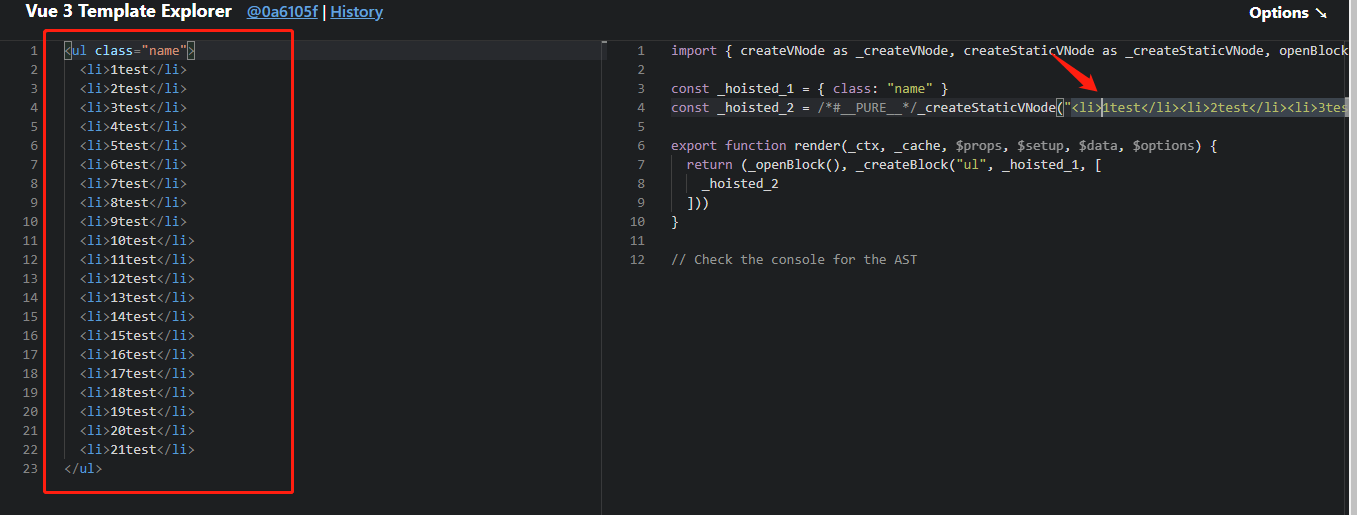 Vue 3 Template Explorer @0a6105f | History Options ↘
1 <ul class="name">
2 <li>1test</li>
3 <li>2test</li>
4 <li>3test</li>
5 <li>4test</li>
6 <li>5test</li>
7 <li>6test</li>
8 <li>7test</li>
9 <li>8test</li>
10 <li>9test</li>
11 <li>10test</li>
12 <li>11test</li>
13 <li>12test</li>
14 <li>13test</li>
15 <li>14test</li>
16 <li>15test</li>
17 <li>16test</li>
18 <li>17test</li>
19 <li>18test</li>
20 <li>19test</li>
21 <li>20test</li>
22 <li>21test</li>
23 </ul>
1 import { createVNode as _createVNode, createStaticVNode as _createStaticVNode, openBlock
2
3 const _hoisted_1 = { class: "name" }
4 const _hoisted_2 = /*#__PURE__*/_createStaticVNode("<li>1test</li><li>2test</li><li>3tes
5
6 export function render(_ctx, _cache, $props, $setup, $data, $options) {
7 return (_openBlock(), _createBlock("ul", _hoisted_1, [
8 _hoisted_2
9 ]))
10 }
11
12 // Check the console for the AST